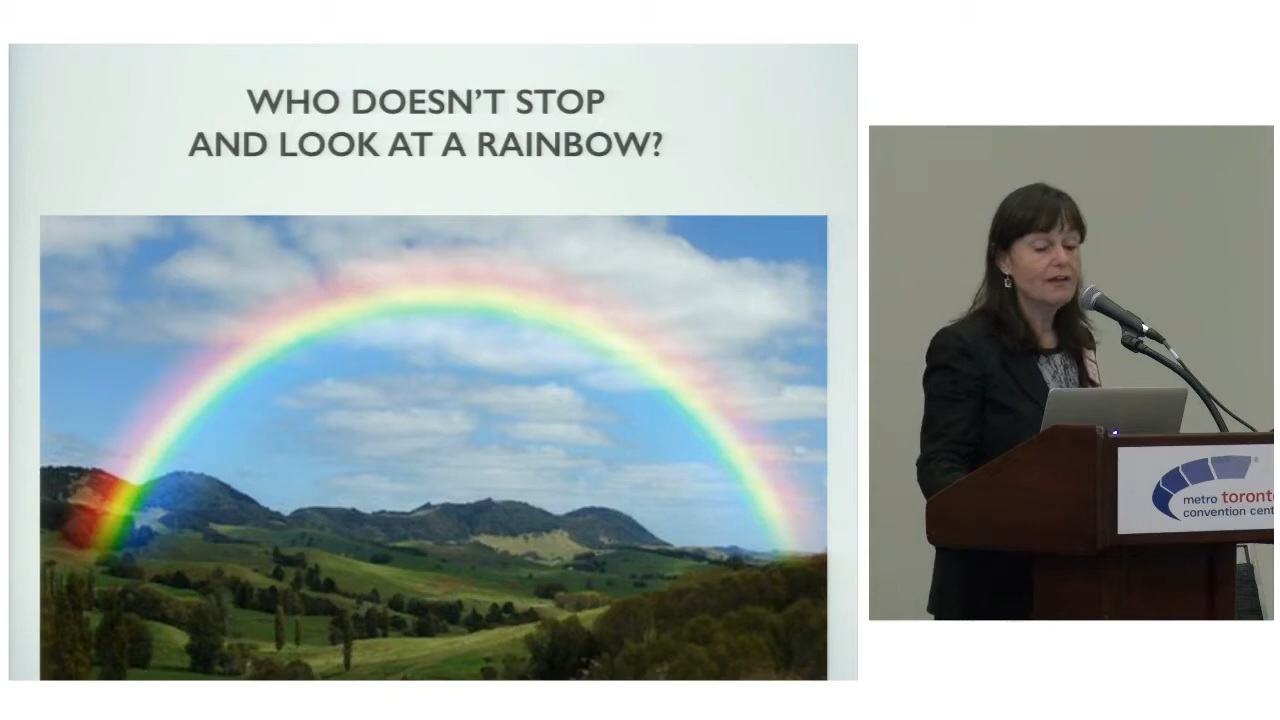 WHO DOESN'T STOP
AND LOOK AT A RAINBOW?
metro toronto
convention cent